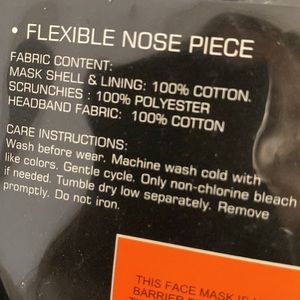 • FLEXIBLE NOSE PIECE
FABRIC CONTENT:
MASK SHELL & LINING: 100% COTTON.
SCRUNCHIES : 100% POLYESTER
HEADBAND FABRIC: 100% COTTON
CARE INSTRUCTIONS:
Wash before wear. Machine wash cold with
like colors. Gentle cycle. Only non-chlorine bleach
if needed. Tumble dry low separately. Remove
promptly. Do not iron.
THIS FACE MASK IS
BARRIER